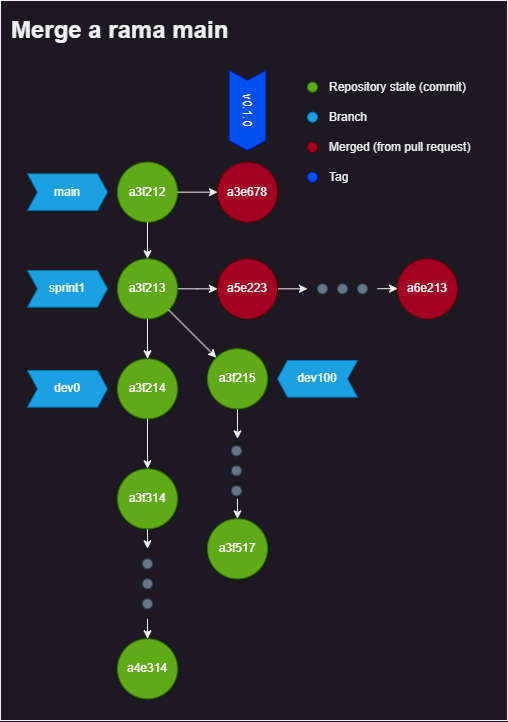 Merge a rama main
v0.1.0
Repository state (commit)
Branch
Merged (from pull request)
Tag
main
a3f212
a3e678
sprint1
a3f213
a5e223
a6e213
dev0
a3f214
a3f215
dev100
a3f314
a3f517
a4e314